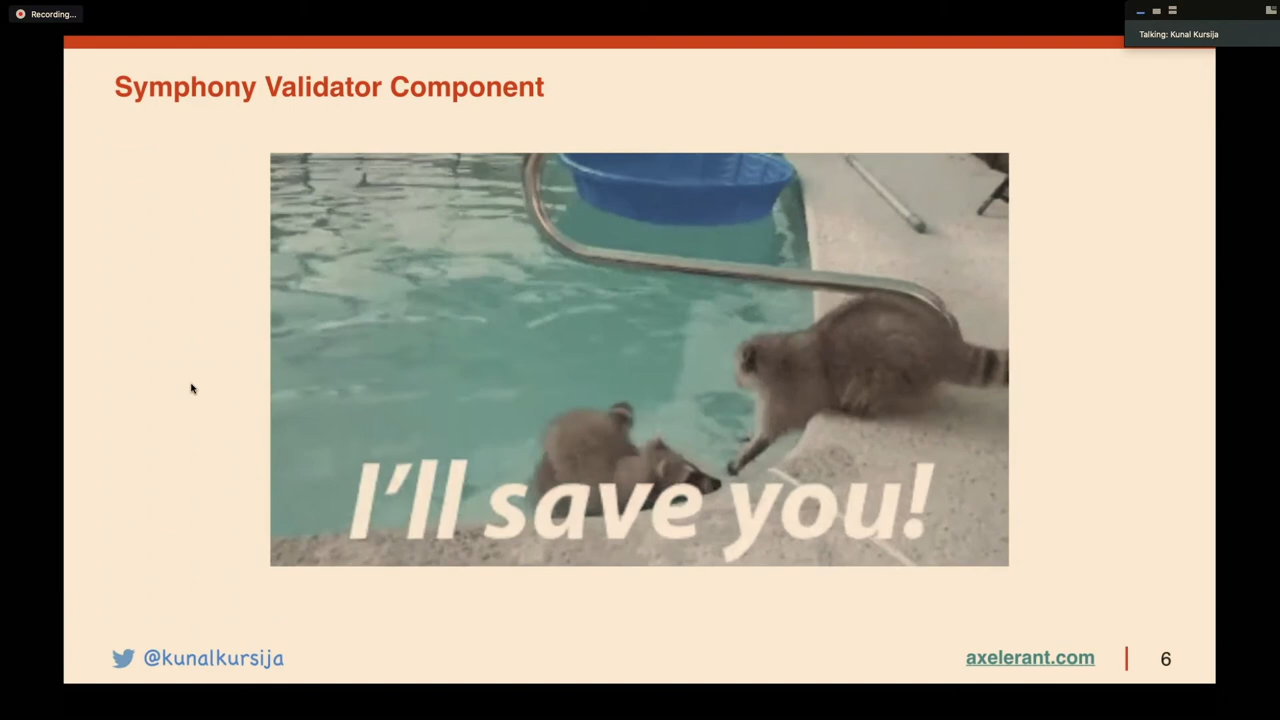 Recording...
Talking: Kunal Kursija
Symphony Validator Component
I'll save you!
@kunalkursija
axelerant.com
6